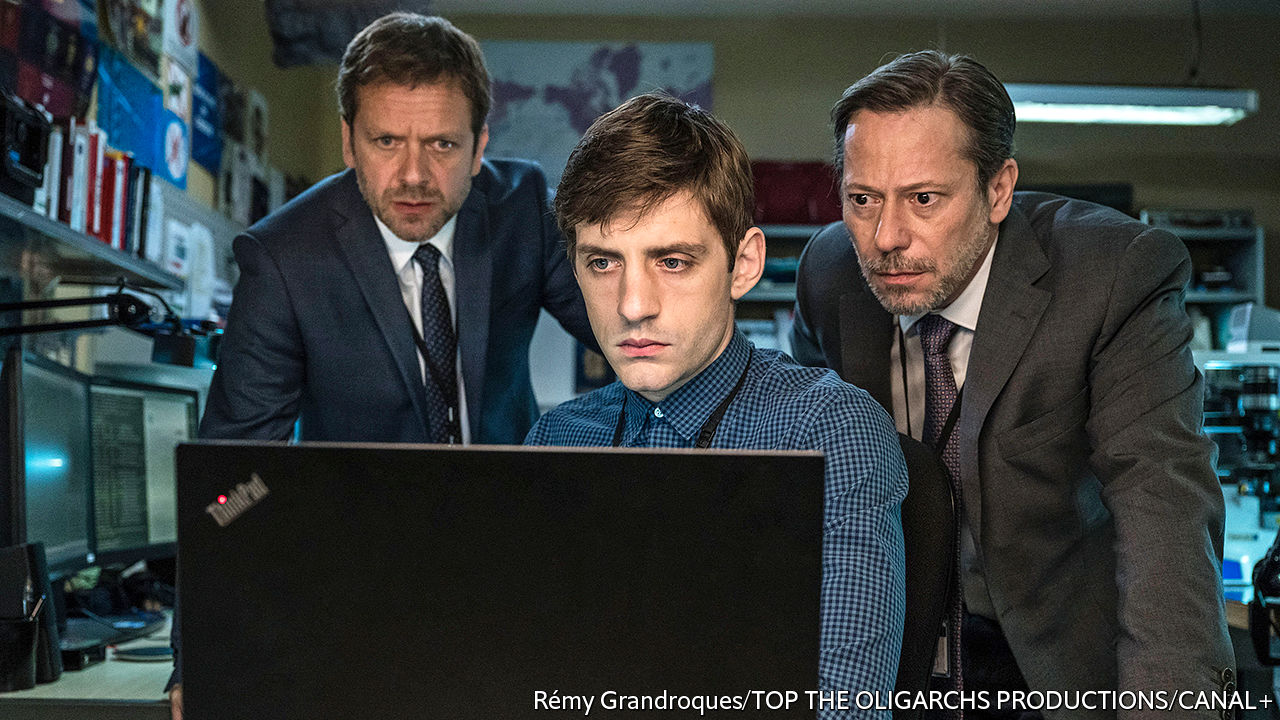 ThinkPad
Rémy Grandroques/TOP THE OLIGARCHS PRODUCTIONS/CANAL+